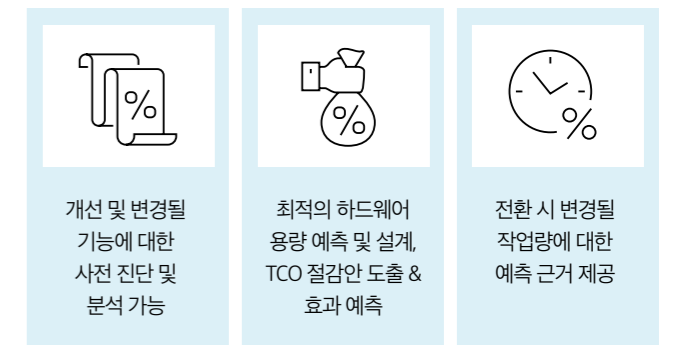 %
개선 및 변경될
기능에 대한
사전 진단 및
분석 가능
%
최적의 하드웨어
용량 예측 및 설계,
TCO 절감안 도출 &
효과 예측
%
전환 시 변경될
작업량에 대한
예측 근거 제공